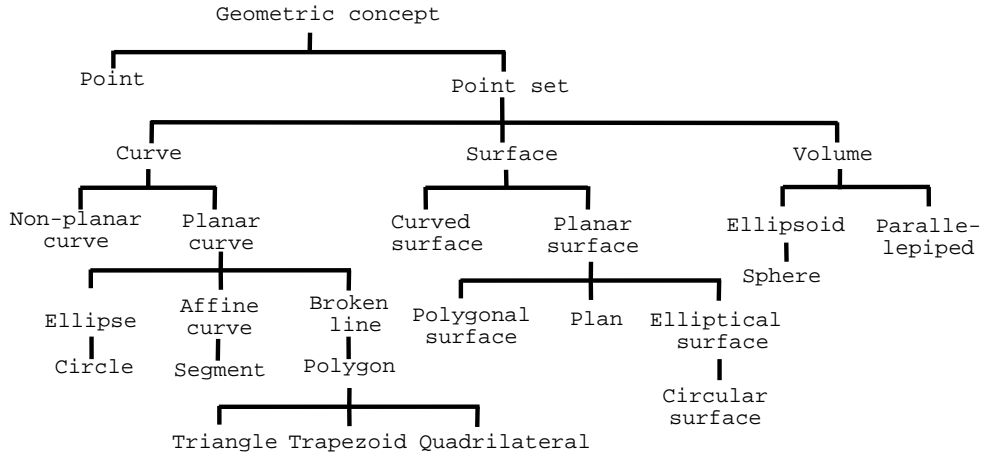 Geometric concept
Point
Point set
Curve
Surface
Volume
Non-planar
curve
Planar
curve
Curved
surface
Planar
surface
Ellipsoid
Paralle-
lepiped
Sphere
Ellipse
Affine
curve
Broken
line
Polygonal
surface
Plan
Elliptical
surface
Circle
Segment
Polygon
Circular
surface
Triangle
Trapezoid
Quadrilateral